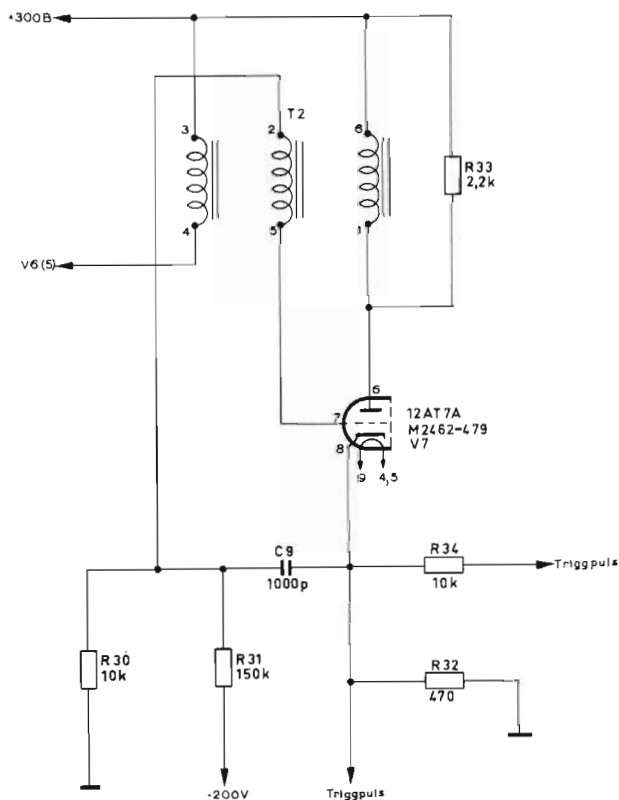 +300B
T2
3
2
6
R33
2,2k
4
5
1
V6(5)
6
12AT7A
M2462-479
V7
7
8
9
4,5
C9
1000p
R34
10k
Triggpuls
R30
10k
R31
150k
R32
470
-200V
Triggpuls